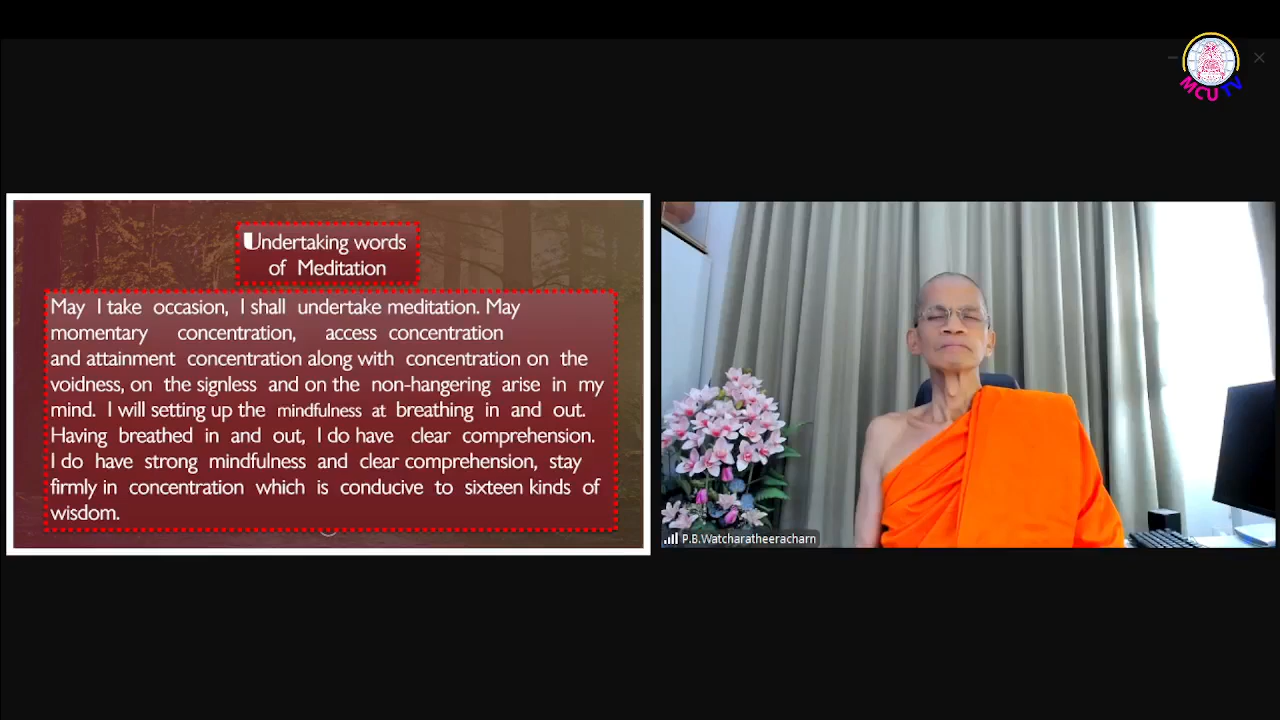 MCU TV
Undertaking words
of Meditation
May I take occasion, I shall undertake meditation. May
momentary concentration, access concentration
and attainment concentration along with concentration on the
voidness, on the signless and on the non-hangering arise in my
mind. I will setting up the mindfulness at breathing in and out.
Having breathed in and out, I do have clear comprehension.
I do have strong mindfulness and clear comprehension, stay
firmly in concentration which is conducive to sixteen kinds of
wisdom.
P.B.Watcharatheeracharn